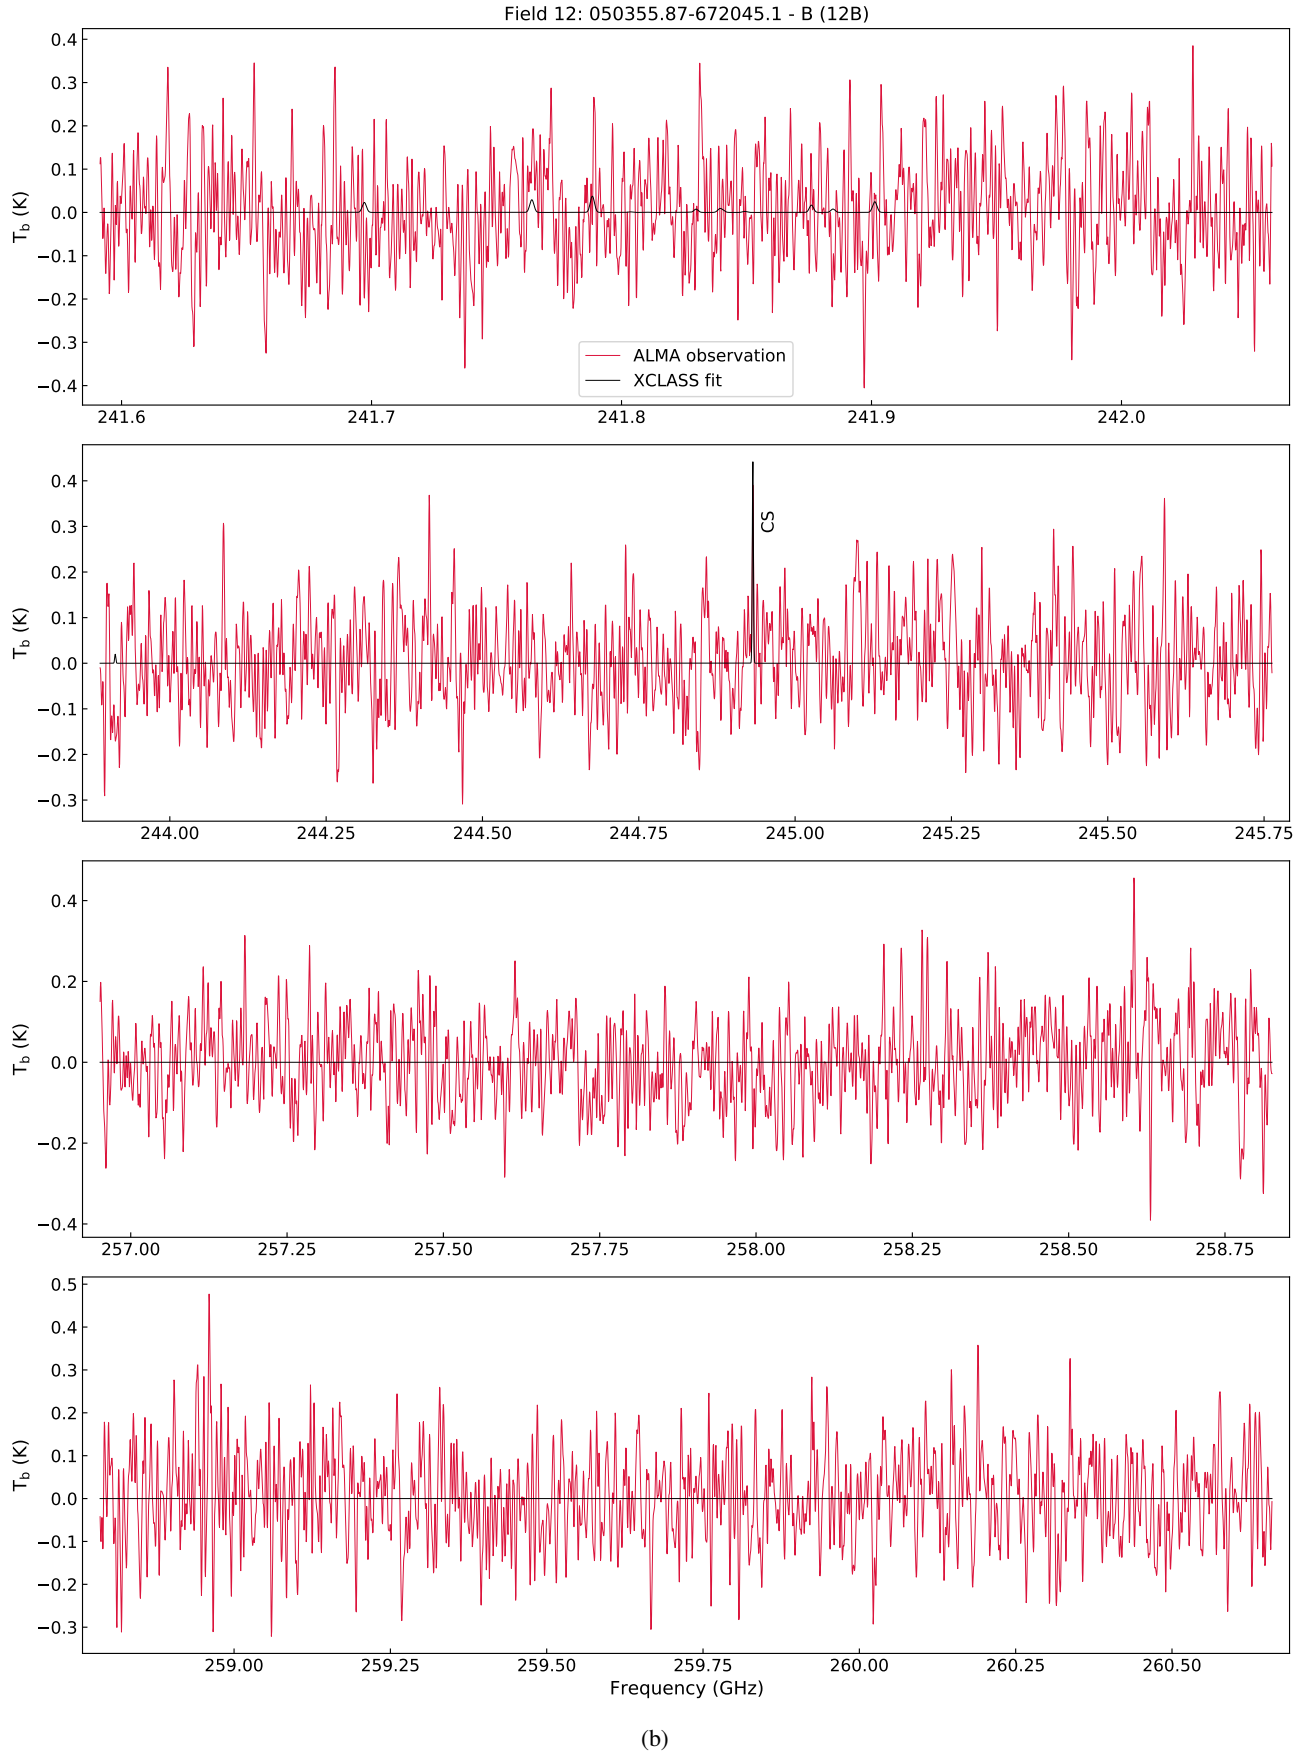 Field 12: 050355.87-672045.1 - B (12B)
0.4
0.3
0.2
0.1
0.0
−0.1
−0.2
−0.3
−0.4
T_b (K)
ALMA observation
XCLASS fit
241.6 241.7 241.8 241.9 242.0
0.4
0.3
0.2
0.1
0.0
−0.1
−0.2
−0.3
T_b (K)
CS
244.00 244.25 244.50 244.75 245.00 245.25 245.50 245.75
0.4
0.2
0.0
−0.2
−0.4
T_b (K)
257.00 257.25 257.50 257.75 258.00 258.25 258.50 258.75
0.5
0.4
0.3
0.2
0.1
0.0
−0.1
−0.2
−0.3
T_b (K)
259.00 259.25 259.50 259.75 260.00 260.25 260.50
Frequency (GHz)
(b)